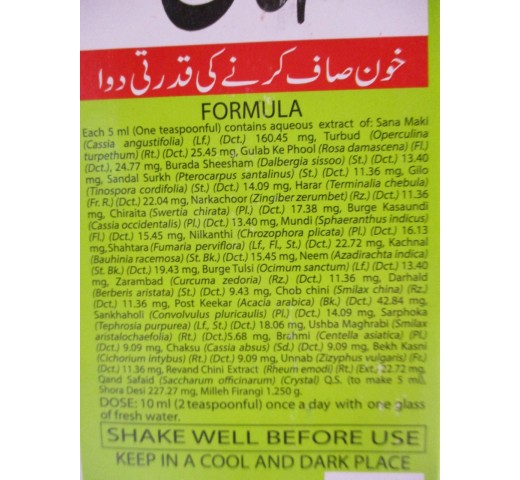 خون صاف کرنے کی قدرتی دوا
FORMULA
Each 5 ml (One teaspoonful) contains aqueous extract of: Sana Maki
(Cassia angustifolia) (Lf.) (Dct.) 160.45 mg, Turbud (Operculina
turpethum) (Rt.) (Dct.) 25.45 mg, Gulab Ke Phool (Rosa damascena) (Fl.)
(Dct.), 24.77 mg, Burada Sheesham (Dalbergia sissoo) (St.) (Dct.) 13.40
mg, Sandal Surkh (Pterocarpus santalinus) (St.) (Dct.) 11.36 mg, Gilo
(Tinospora cordifolia) (St.) (Dct.) 14.09 mg, Harar (Terminalia chebula)
(Fr. R.) (Dct.) 22.04 mg, Narkachoor (Zingiber zerumbet) (Rz.) (Dct.) 11.36
mg, Chiraita (Swertia chirata) (Pl.) (Dct.) 17.38 mg, Burge Kasaundi
(Cassia occidentalis) (Pl.) (Dct.) 13.40 mg, Mundi (Sphaeranthus indicus)
(Fl.) (Dct.) 15.45 mg, Nilkanthi (Chrozophora plicata) (Pl.) (Dct.) 16.13
mg, Shahtara (Fumaria perviflora) (Lf., Fl., St.) (Dct.) 22.72 mg, Kachnal
(Bauhinia racemosa) (St. Bk.) (Dct.) 15.45 mg, Neem (Azadirachta indica)
(St. Bk.) (Dct.) 19.43 mg, Burge Tulsi (Ocimum sanctum) (Lf.) (Dct.) 13.40
mg, Zarambad (Curcuma zedoria) (Rz.) (Dct.) 11.36 mg, Darhald
(Berberis aristata) (St.) (Dct.) 9.43 mg, Chob chini (Smilax china) (Rz.)
(Dct.) 11.36 mg, Post Keekar (Acacia arabica) (Bk.) (Dct.) 42.84 mg,
Sankhaholi (Convolvulus pluricaulis) (Pl.) (Dct.) 14.09 mg, Sarphoka
(Tephrosia purpurea) (Lf., St.) (Dct.) 18.06 mg, Ushba Maghrabi (Smilax
aristalochaefolia) (Rt.) (Dct.)5.68 mg, Brahmi (Centella asiatica) (Pl.)
(Dct.) 9.09 mg, Chaksu (Cassia absus) (Sd.) (Dct.) 9.09 mg, Bekh Kasni
(Cichorium intybus) (Rt.) (Dct.) 9.09 mg, Unnab (Zizyphus vulgaris) (Fr.)
(Dct.) 11.36 mg, Revand Chini Extract (Rheum emodi) (Rt.) (Ext.) 22.72 mg,
Qand Safaid (Saccharum officinarum) (Crystal) Q.S. (to make 5 ml),
Shora Desi 227.27 mg, Milleh Firangi 1.250 g.
DOSE: 10 ml (2 teaspoonful) once a day with one glass
of fresh water.
SHAKE WELL BEFORE USE
KEEP IN A COOL AND DARK PLACE